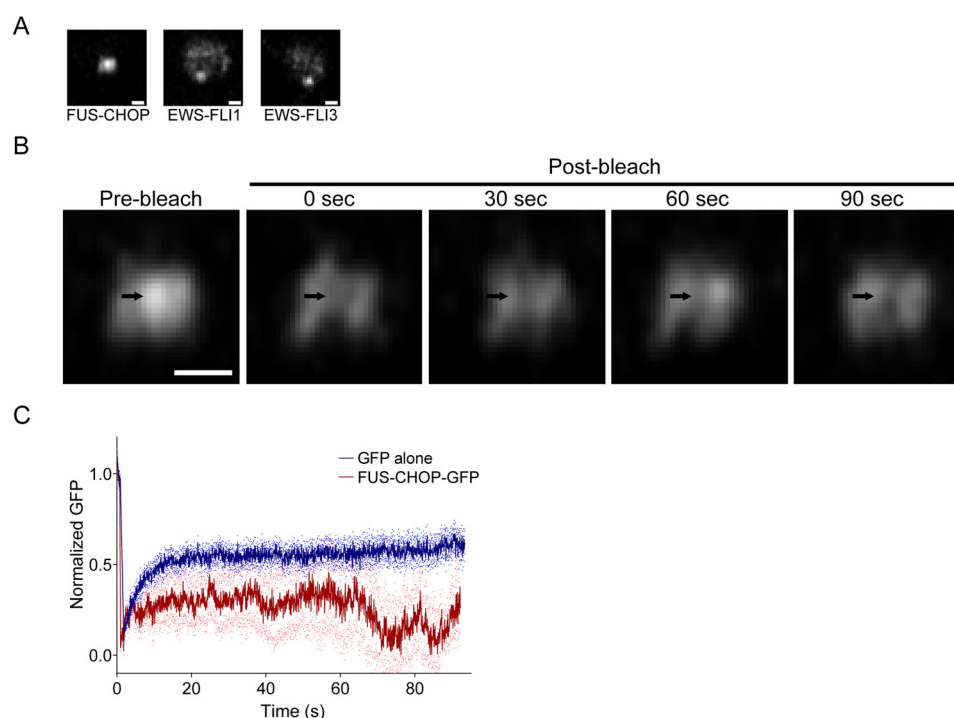 A
FUS-CHOP EWS-FLI1 EWS-FLI3
B
Post-bleach
Pre-bleach 0 sec 30 sec 60 sec 90 sec
C
GFP alone
FUS-CHOP-GFP
1.0
0.5
0.0
Normalized GFP
0 20 40 60 80
Time (s)